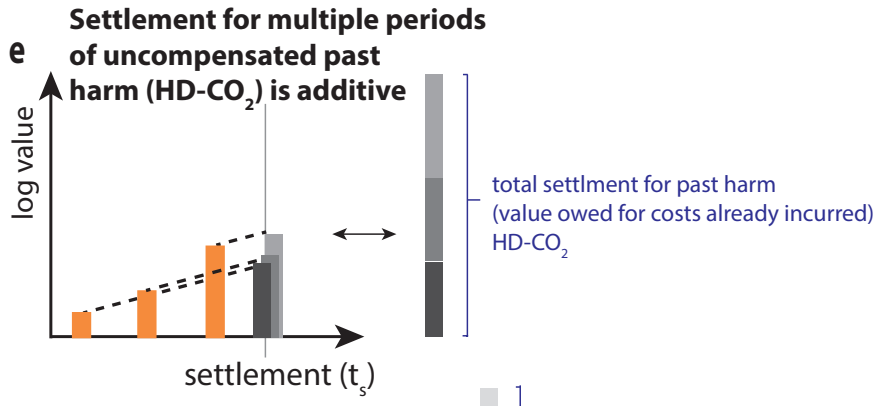 e
Settlement for multiple periods
of uncompensated past
harm (HD-CO₂) is additive
log value
settlement (tₛ)
total settlment for past harm
(value owed for costs already incurred)
HD-CO₂